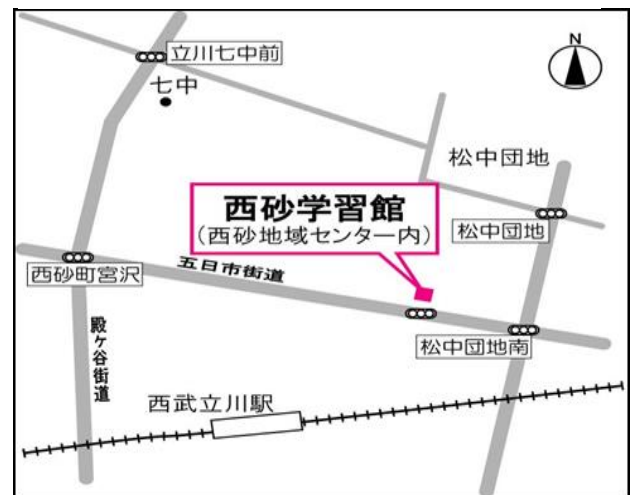 立川七中前
N
七中
松中団地
西砂学習館
(西砂地域センター内)
松中団地
五日市街道
西砂町宮沢
松中団地南
殿ヶ谷街道
西武立川駅